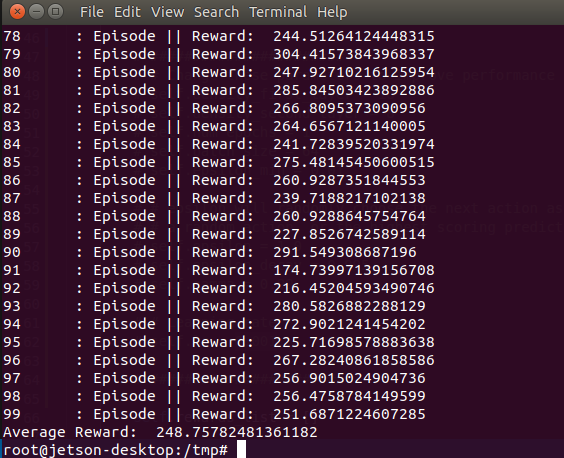 File Edit View Search Terminal Help
78 : Episode || Reward: 244.51264124448315
79 : Episode || Reward: 304.41573843968337
80 : Episode || Reward: 247.92710216125954
81 : Episode || Reward: 285.84503423892886
82 : Episode || Reward: 266.8095373090956
83 : Episode || Reward: 264.6567121140005
84 : Episode || Reward: 241.72839520331974
85 : Episode || Reward: 275.48145450600515
86 : Episode || Reward: 260.9287351844553
87 : Episode || Reward: 239.7188217102138
88 : Episode || Reward: 260.9288645754764
89 : Episode || Reward: 227.8526742589114
90 : Episode || Reward: 291.549308687196
91 : Episode || Reward: 174.73997139156708
92 : Episode || Reward: 216.45204593490746
93 : Episode || Reward: 280.5826882288129
94 : Episode || Reward: 272.9021241454202
95 : Episode || Reward: 225.71698578883638
96 : Episode || Reward: 267.28240861858586
97 : Episode || Reward: 256.9015024904736
98 : Episode || Reward: 256.4758784149599
99 : Episode || Reward: 251.6871224607285
Average Reward: 248.75782481361182
root@jetson-desktop:/tmp#